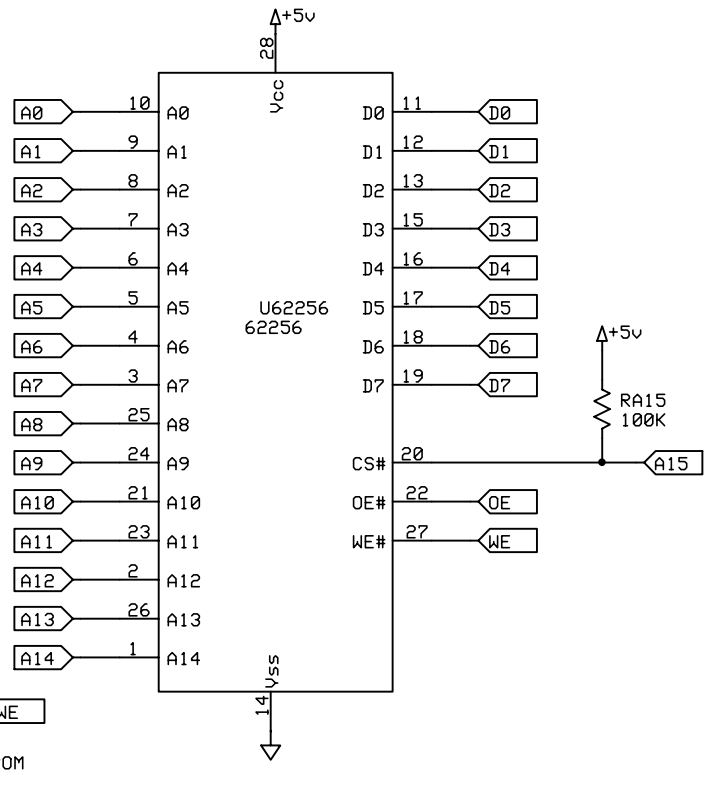 +5v
28
Vcc
A0 10 A0 D0 11 D0
A1 9 A1 D1 12 D1
A2 8 A2 D2 13 D2
A3 7 A3 D3 15 D3
A4 6 A4 D4 16 D4
A5 5 A5 U62256 D5 17 D5
62256
A6 4 A6 D6 18 D6
+5v
A7 3 A7 D7 19 D7
RA15
100K
A8 25 A8
A9 24 A9 CS# 20 A15
A10 21 A10 OE# 22 OE
A11 23 A11 WE# 27 WE
A12 2 A12
A13 26 A13
A14 1 A14
Vss
14
WE
OM